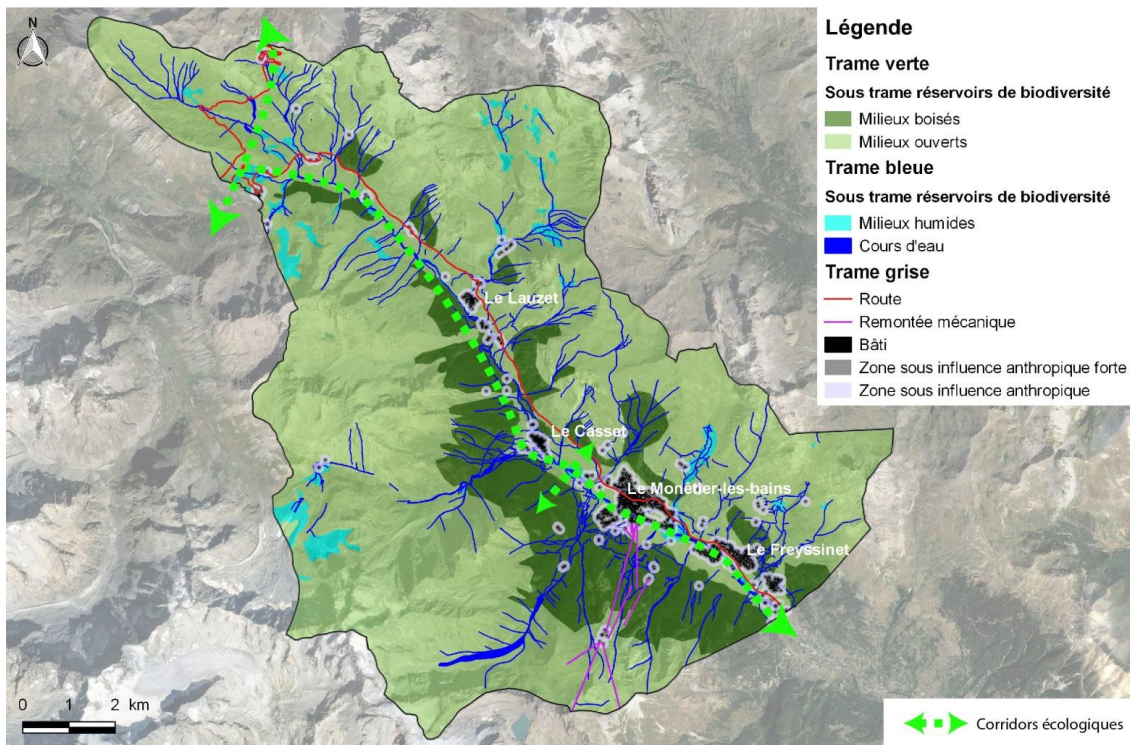 N
Le Lauzet
Le Casset
Le Monêtier-les-bains
Le Freyssinet
0 1 2 km
Légende
Trame verte
Sous trame réservoirs de biodiversité
Milieux boisés
Milieux ouverts
Trame bleue
Sous trame réservoirs de biodiversité
Milieux humides
Cours d'eau
Trame grise
Route
Remontée mécanique
Bâti
Zone sous influence anthropique forte
Zone sous influence anthropique
Corridors écologiques